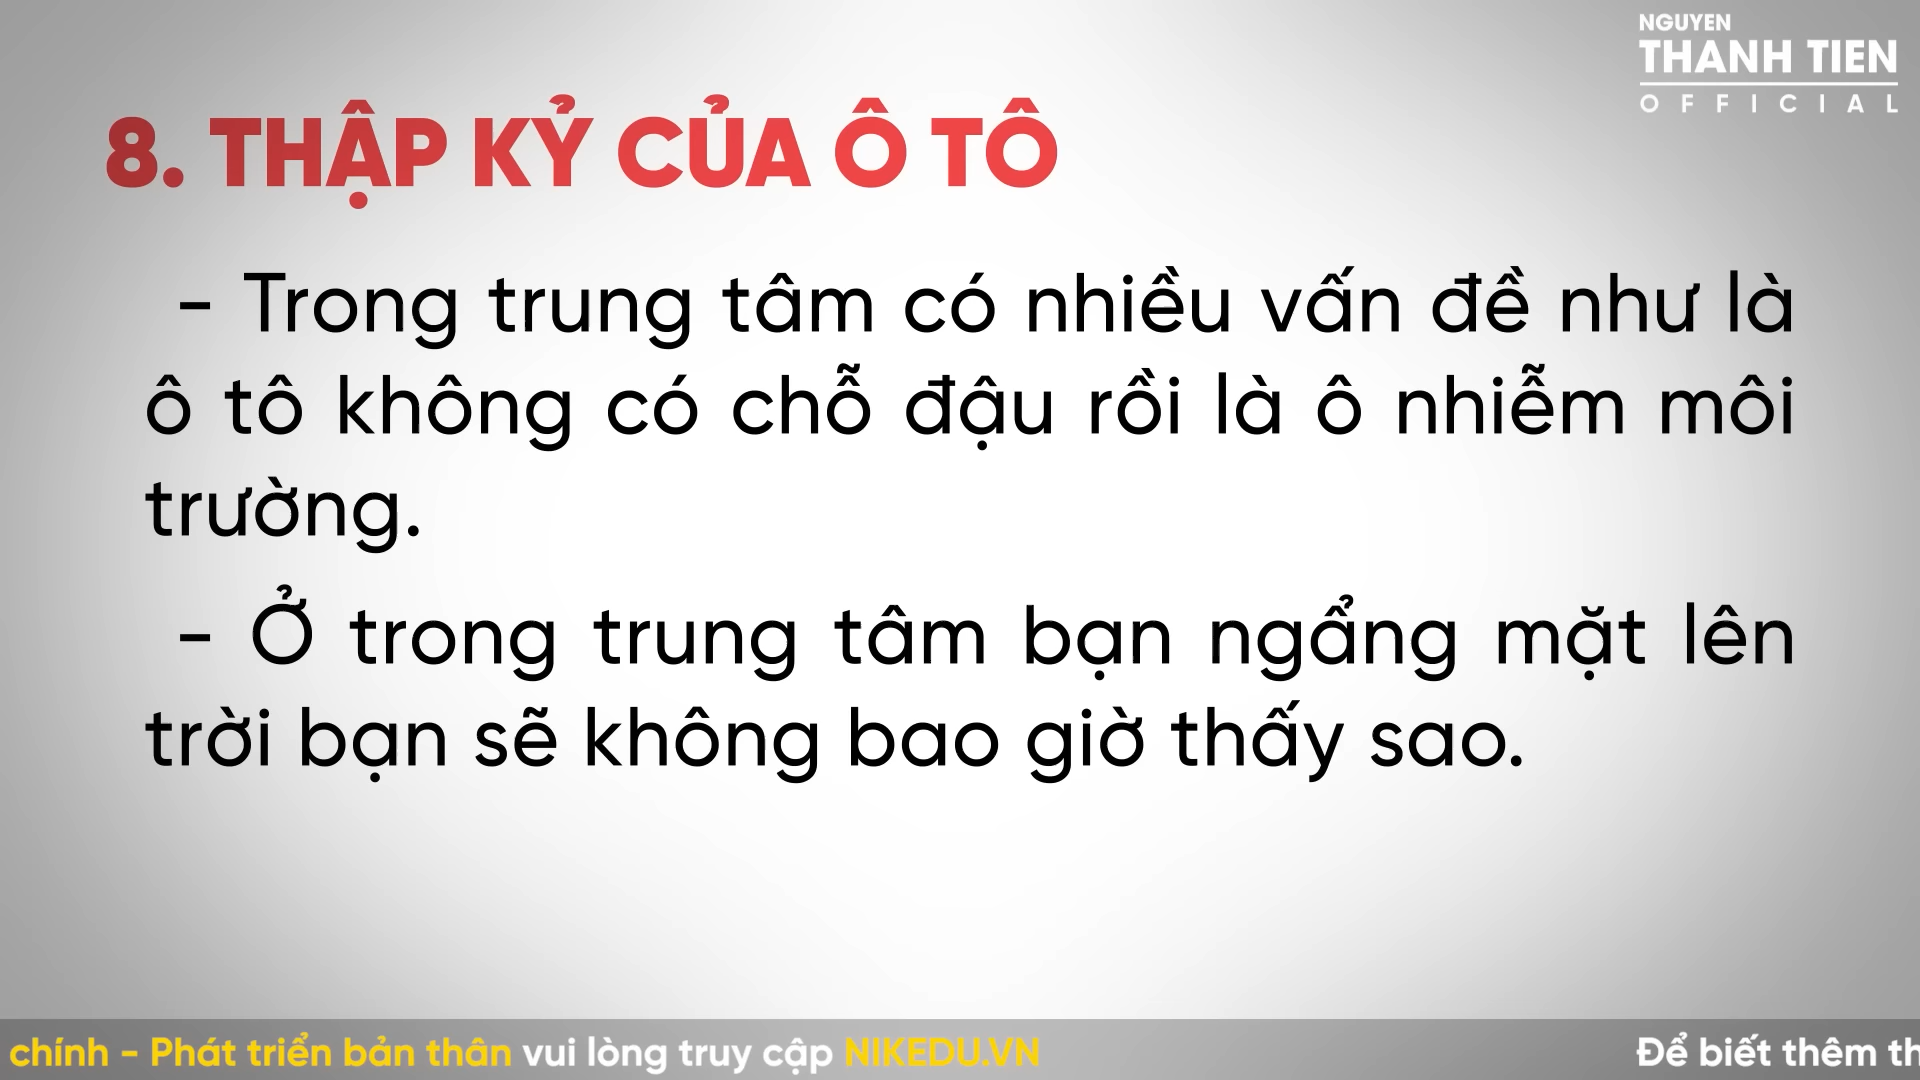 NGUYEN
THANH TIEN
OFFICIAL
8. THẬP KỶ CỦA Ô TÔ
- Trong trung tâm có nhiều vấn đề như là
ô tô không có chỗ đậu rồi là ô nhiễm môi
trường.
- Ở trong trung tâm bạn ngẩng mặt lên
trời bạn sẽ không bao giờ thấy sao.
chính - Phát triển bản thân vui lòng truy cập NIKEDU.VN
Để biết thêm th